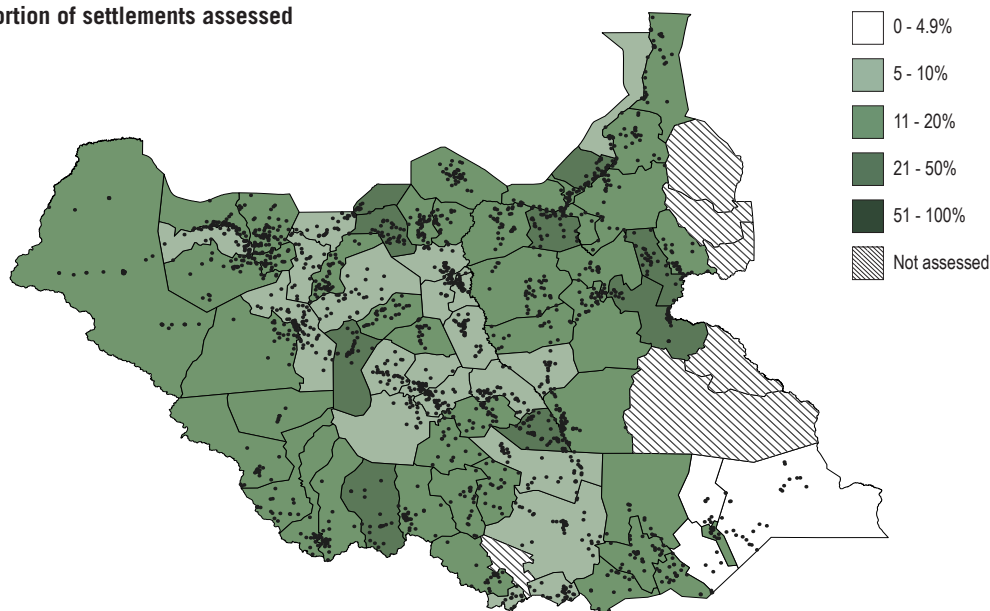 ortion of settlements assessed
0 - 4.9%
5 - 10%
11 - 20%
21 - 50%
51 - 100%
Not assessed